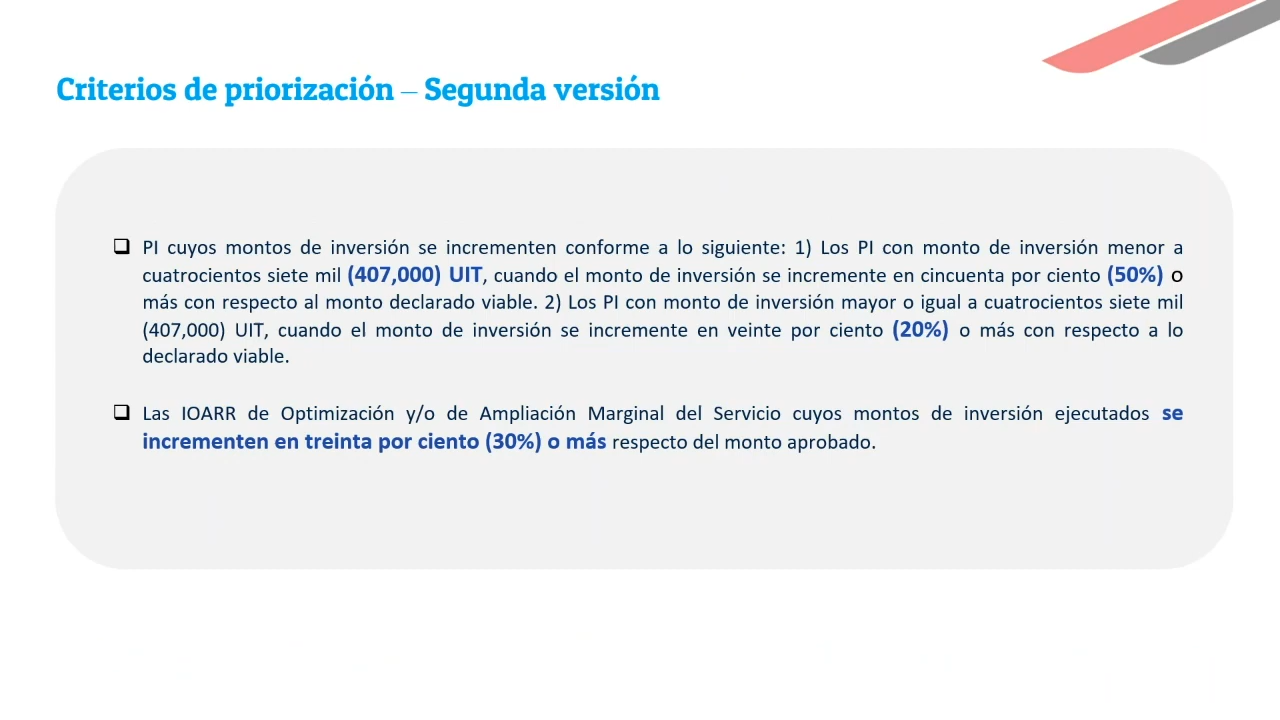 Criterios de priorización – Segunda versión
❑ PI cuyos montos de inversión se incrementen conforme a lo siguiente: 1) Los PI con monto de inversión menor a
cuatrocientos siete mil (407,000) UIT, cuando el monto de inversión se incremente en cincuenta por ciento (50%) o
más con respecto al monto declarado viable. 2) Los PI con monto de inversión mayor o igual a cuatrocientos siete mil
(407,000) UIT, cuando el monto de inversión se incremente en veinte por ciento (20%) o más con respecto a lo
declarado viable.
❑ Las IOARR de Optimización y/o de Ampliación Marginal del Servicio cuyos montos de inversión ejecutados se
incrementen en treinta por ciento (30%) o más respecto del monto aprobado.